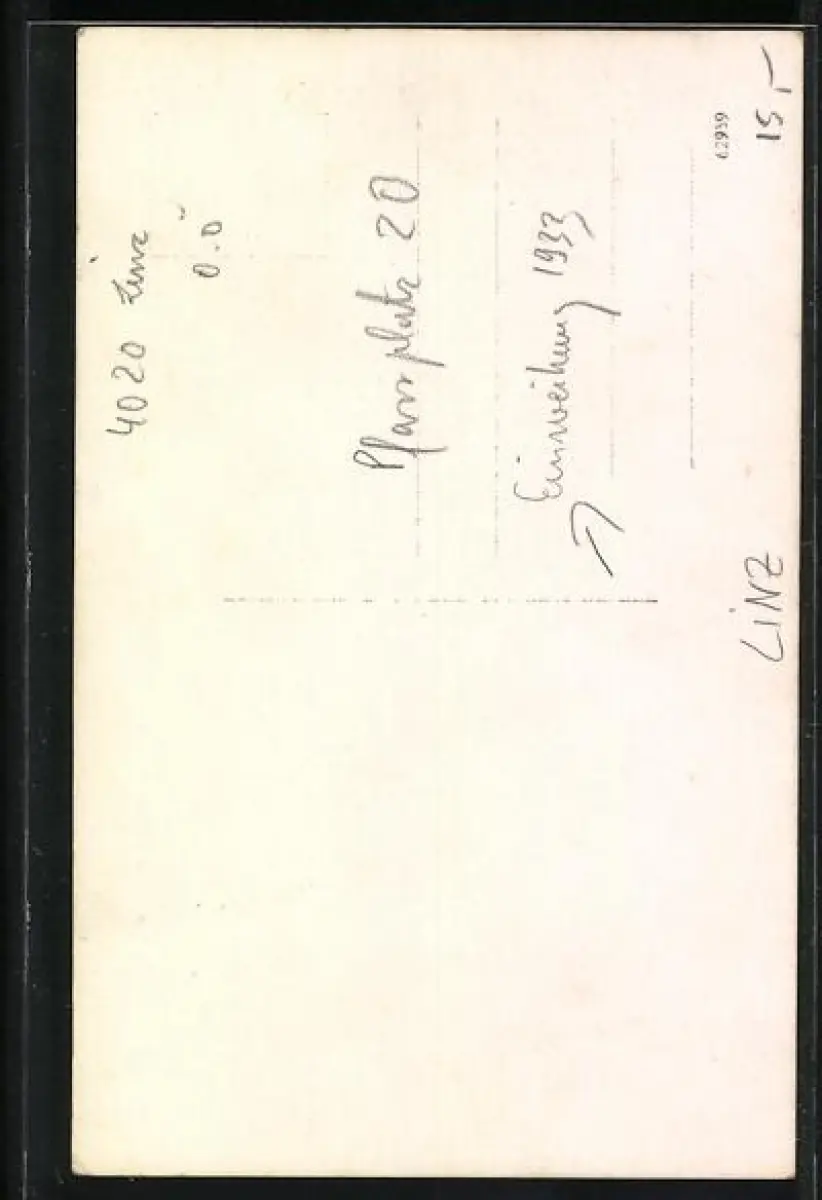 4020 Linz
O.Ö
Pfarrplatz 20
Einweihung 1933
62939
15,-
LiNZ